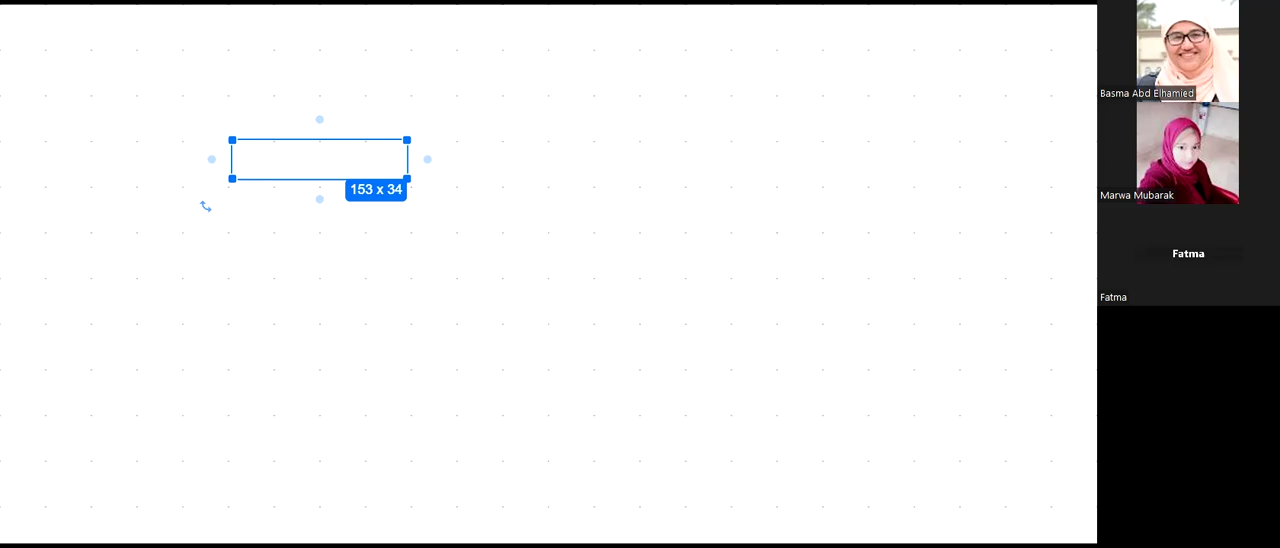 153 x 34
Basma Abd Elhamied
Marwa Mubarak
Fatma
Fatma